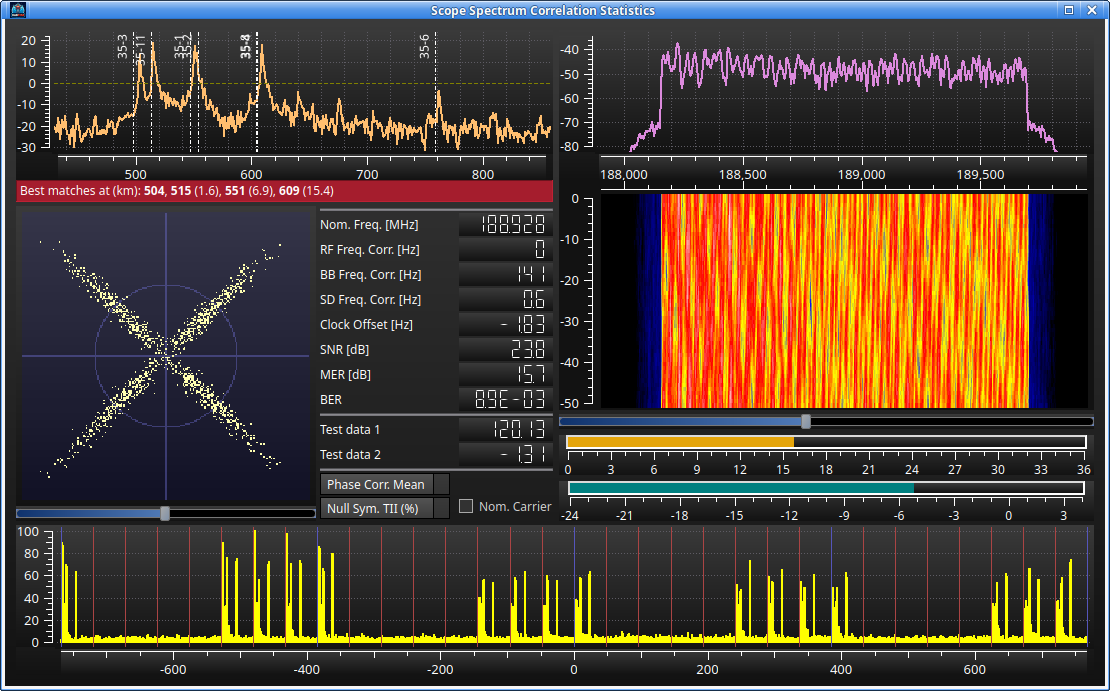 Scope Spectrum Correlation Statistics
35-3 35-11 35-1 35-2 35-8 35-6
20
10
0
-10
-20
-30
500 600 700 800
-40
-50
-60
-70
-80
188,000 188,500 189,000 189,500
Best matches at (km): 504, 515 (1.6), 551 (6.9), 609 (15.4)
Nom. Freq. [MHz] 188.928
RF Freq. Corr. [Hz] 0
BB Freq. Corr. [Hz] 141
SD Freq. Corr. [Hz] 0.6
Clock Offset [Hz] -1.83
SNR [dB] 23.8
MER [dB] 15.7
BER 8.9E-03
Test data 1 120.13
Test data 2 -1.31
Phase Corr. Mean
Null Sym. TII (%)
Nom. Carrier
0
-10
-20
-30
-40
-50
0 3 6 9 12 15 18 21 24 27 30 33 36
-24 -21 -18 -15 -12 -9 -6 -3 0 3
100
80
60
40
20
0
-600 -400 -200 0 200 400 600